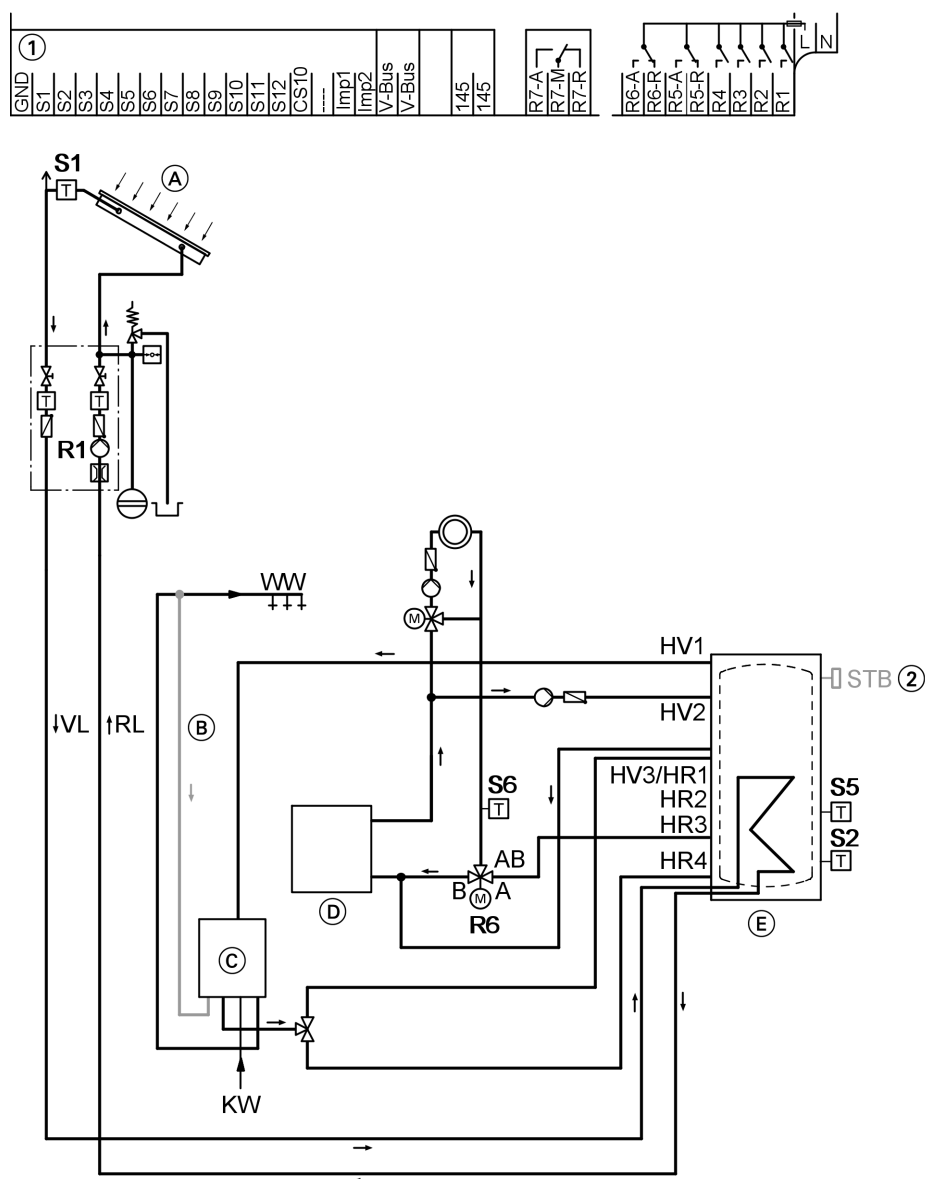 1
GND S1 S2 S3 S4 S5 S6 S7 S8 S9 S10 S11 S12 CS10 ---- Imp1 Imp2 V-Bus V-Bus 145 145
R7-A R7-M R7-R
R6-A R6-R R5-A R5-R R4 R3 R2 R1 L N
S1
T
A
T T
R1
WW
M
HV1
STB 2
HV2
VL RL
B
HV3/HR1
S6
S5
HR2
T
T
HR3
S2
AB
HR4
T
B A
M
D
R6
E
C
KW